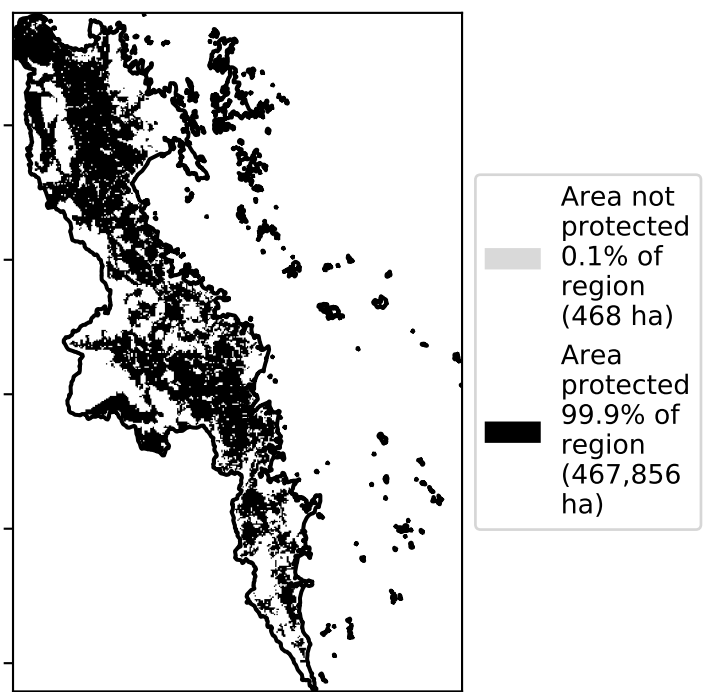 Area not
protected
0.1% of
region
(468 ha)
Area
protected
99.9% of
region
(467,856
ha)